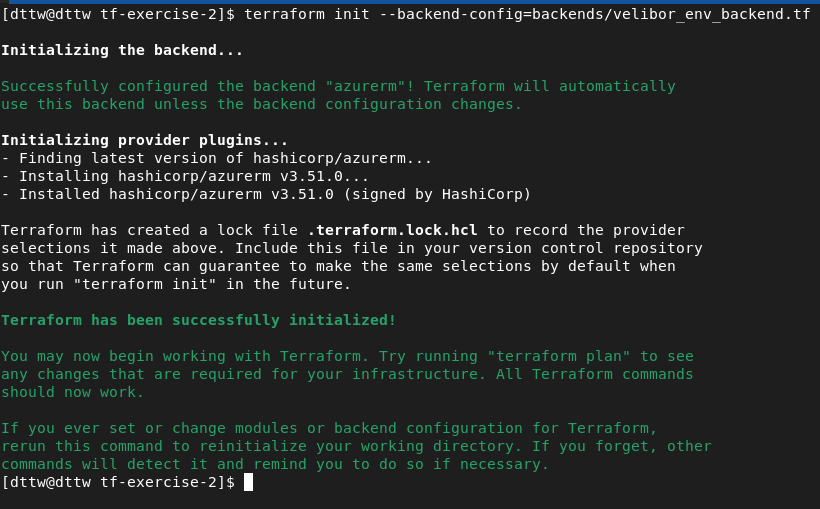 [dttw@dttw tf-exercise-2]$ terraform init --backend-config=backends/velibor_env_backend.tf
Initializing the backend...
Successfully configured the backend "azurerm"! Terraform will automatically
use this backend unless the backend configuration changes.
Initializing provider plugins...
- Finding latest version of hashicorp/azurerm...
- Installing hashicorp/azurerm v3.51.0...
- Installed hashicorp/azurerm v3.51.0 (signed by HashiCorp)
Terraform has created a lock file .terraform.lock.hcl to record the provider
selections it made above. Include this file in your version control repository
so that Terraform can guarantee to make the same selections by default when
you run "terraform init" in the future.
Terraform has been successfully initialized!
You may now begin working with Terraform. Try running "terraform plan" to see
any changes that are required for your infrastructure. All Terraform commands
should now work.
If you ever set or change modules or backend configuration for Terraform,
rerun this command to reinitialize your working directory. If you forget, other
commands will detect it and remind you to do so if necessary.
[dttw@dttw tf-exercise-2]$